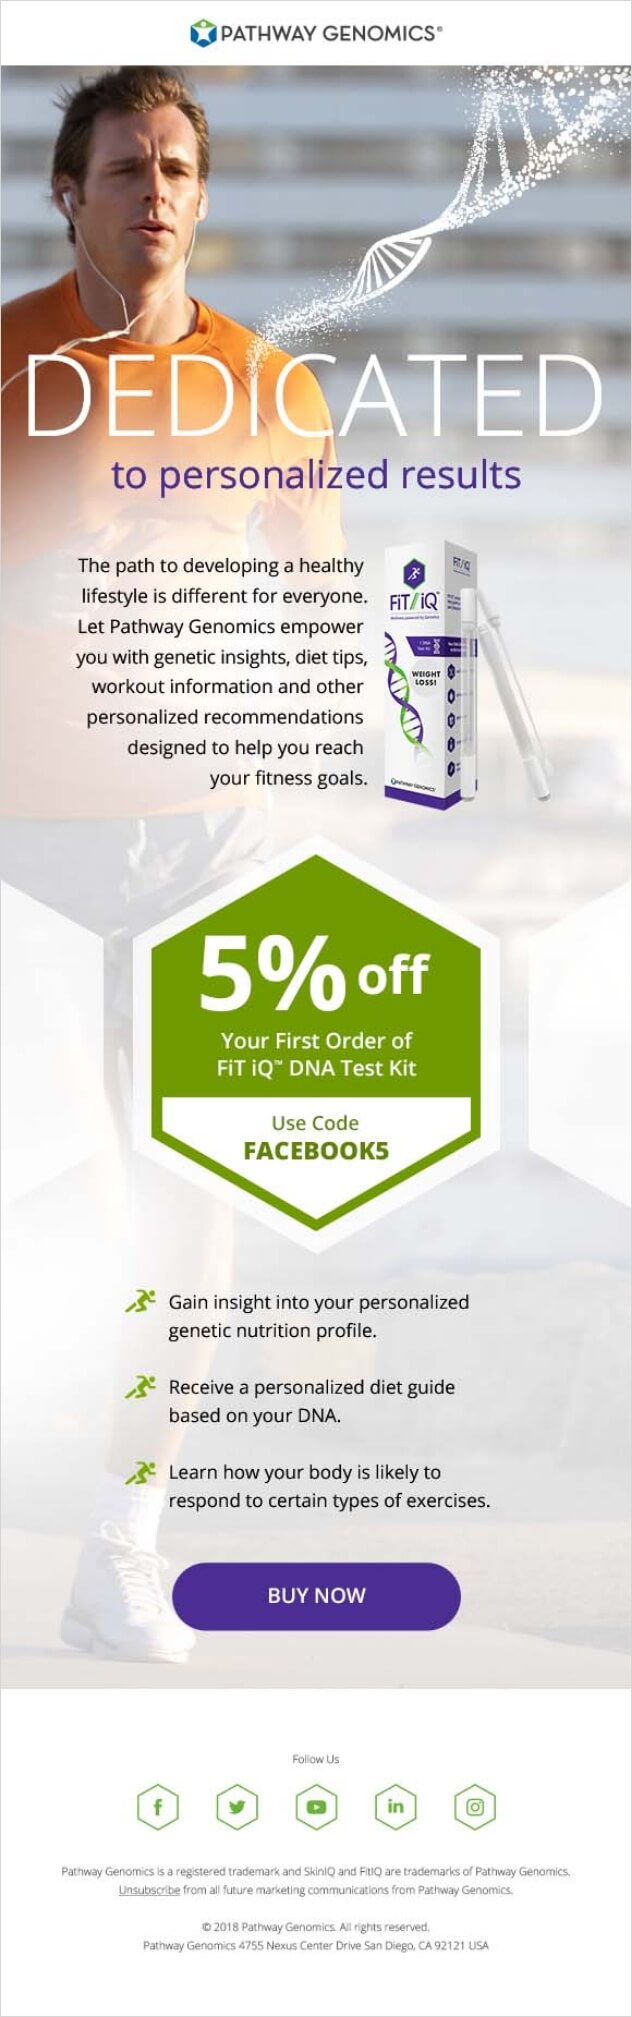 PATHWAY GENOMICS®
DEDICATED
to personalized results
The path to developing a healthy
lifestyle is different for everyone.
Let Pathway Genomics empower
you with genetic insights, diet tips,
workout information and other
personalized recommendations
designed to help you reach
your fitness goals.
FiT/iQ
FiT//iQ™
WEIGHT
LOSS!
PATHWAY GENOMICS
5% off
Your First Order of
FiT iQ™ DNA Test Kit
Use Code
FACEBOOK5
Gain insight into your personalized
genetic nutrition profile.
Receive a personalized diet guide
based on your DNA.
Learn how your body is likely to
respond to certain types of exercises.
BUY NOW
Follow Us
Pathway Genomics is a registered trademark and SkinIQ and FitIQ are trademarks of Pathway Genomics.
Unsubscribe from all future marketing communications from Pathway Genomics.
© 2018 Pathway Genomics. All rights reserved.
Pathway Genomics 4755 Nexus Center Drive San Diego, CA 92121 USA